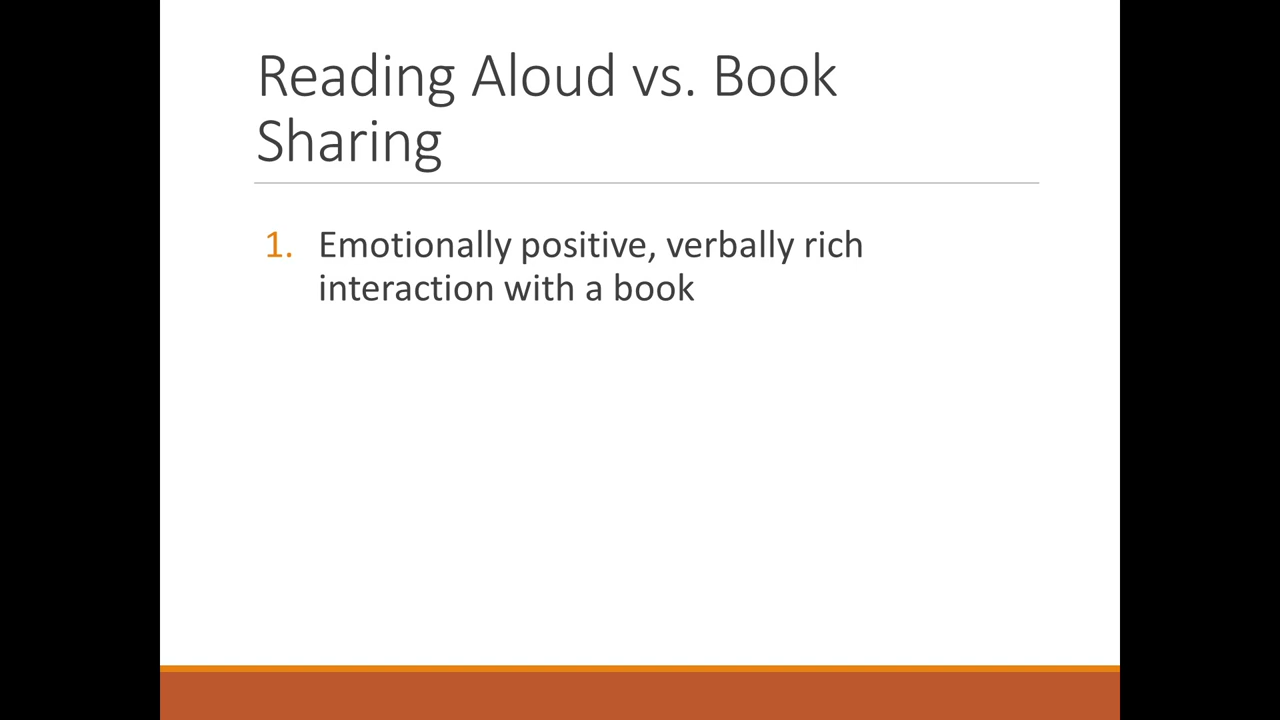 Reading Aloud vs. Book
Sharing
1. Emotionally positive, verbally rich
interaction with a book